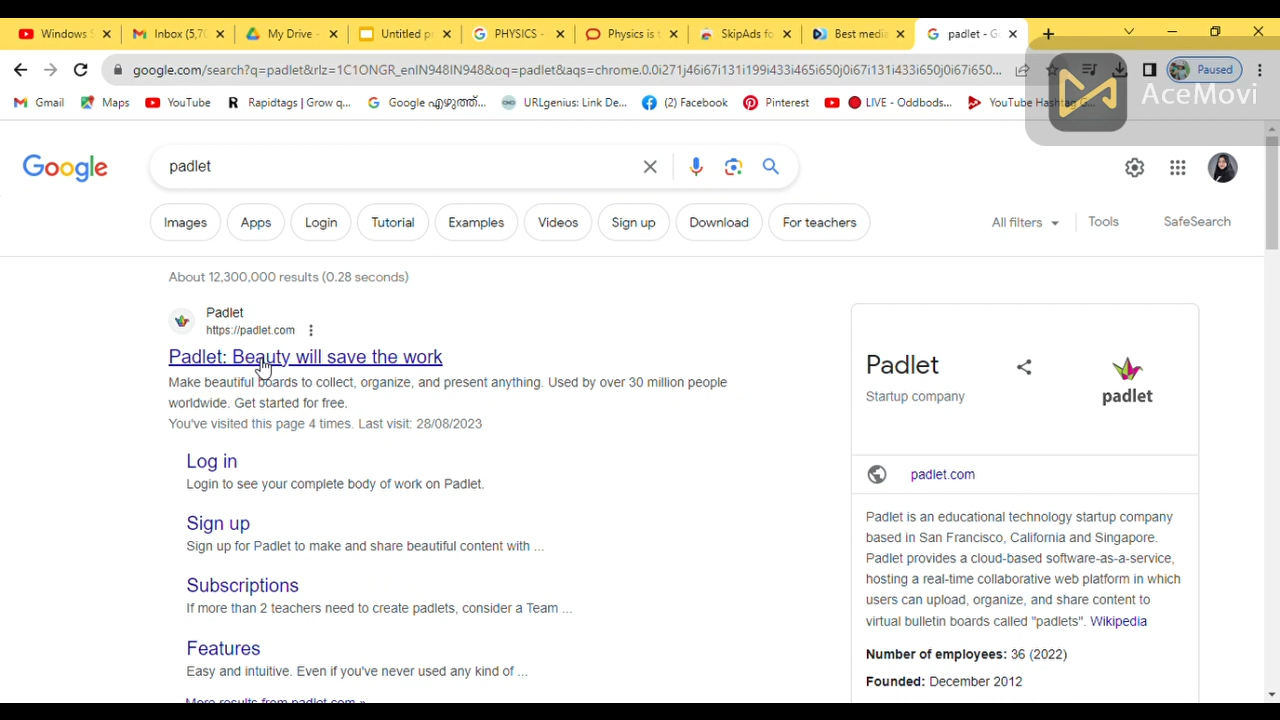 Windows S
Inbox (5,70
My Drive -
Untitled p
PHYSICS -
Physics is t
SkipAds fo
Best media
padlet - Go
google.com/search?q=padlet&rlz=1C1ONGR_enIN948IN948
Paused
AceMovi
Gmail
Maps
YouTube
Rapidtags | Grow q...
Google എഴുത്ത്...
URLgenius: Link De...
(2) Facebook
Pinterest
LIVE - Oddbods...
YouTube Hashtag G...
Google
padlet
Images
Apps
Login
Tutorial
Examples
Videos
Sign up
Download
For teachers
All filters
Tools
SafeSearch
About 12,300,000 results (0.28 seconds)
Padlet
https://padlet.com
Padlet: Beauty will save the work
Make beautiful boards to collect, organize, and present anything. Used by over 30 million people
worldwide. Get started for free.
You've visited this page 4 times. Last visit: 28/08/2023
Log in
Login to see your complete body of work on Padlet.
Sign up
Sign up for Padlet to make and share beautiful content with ...
Subscriptions
If more than 2 teachers need to create padlets, consider a Team ...
Features
Easy and intuitive. Even if you've never used any kind of ...
More results from padlet.com »
Padlet
Startup company
padlet
padlet.com
Padlet is an educational technology startup company
based in San Francisco, California and Singapore.
Padlet provides a cloud-based software-as-a-service,
hosting a real-time collaborative web platform in which
users can upload, organize, and share content to
virtual bulletin boards called "padlets". Wikipedia
Number of employees: 36 (2022)
Founded: December 2012